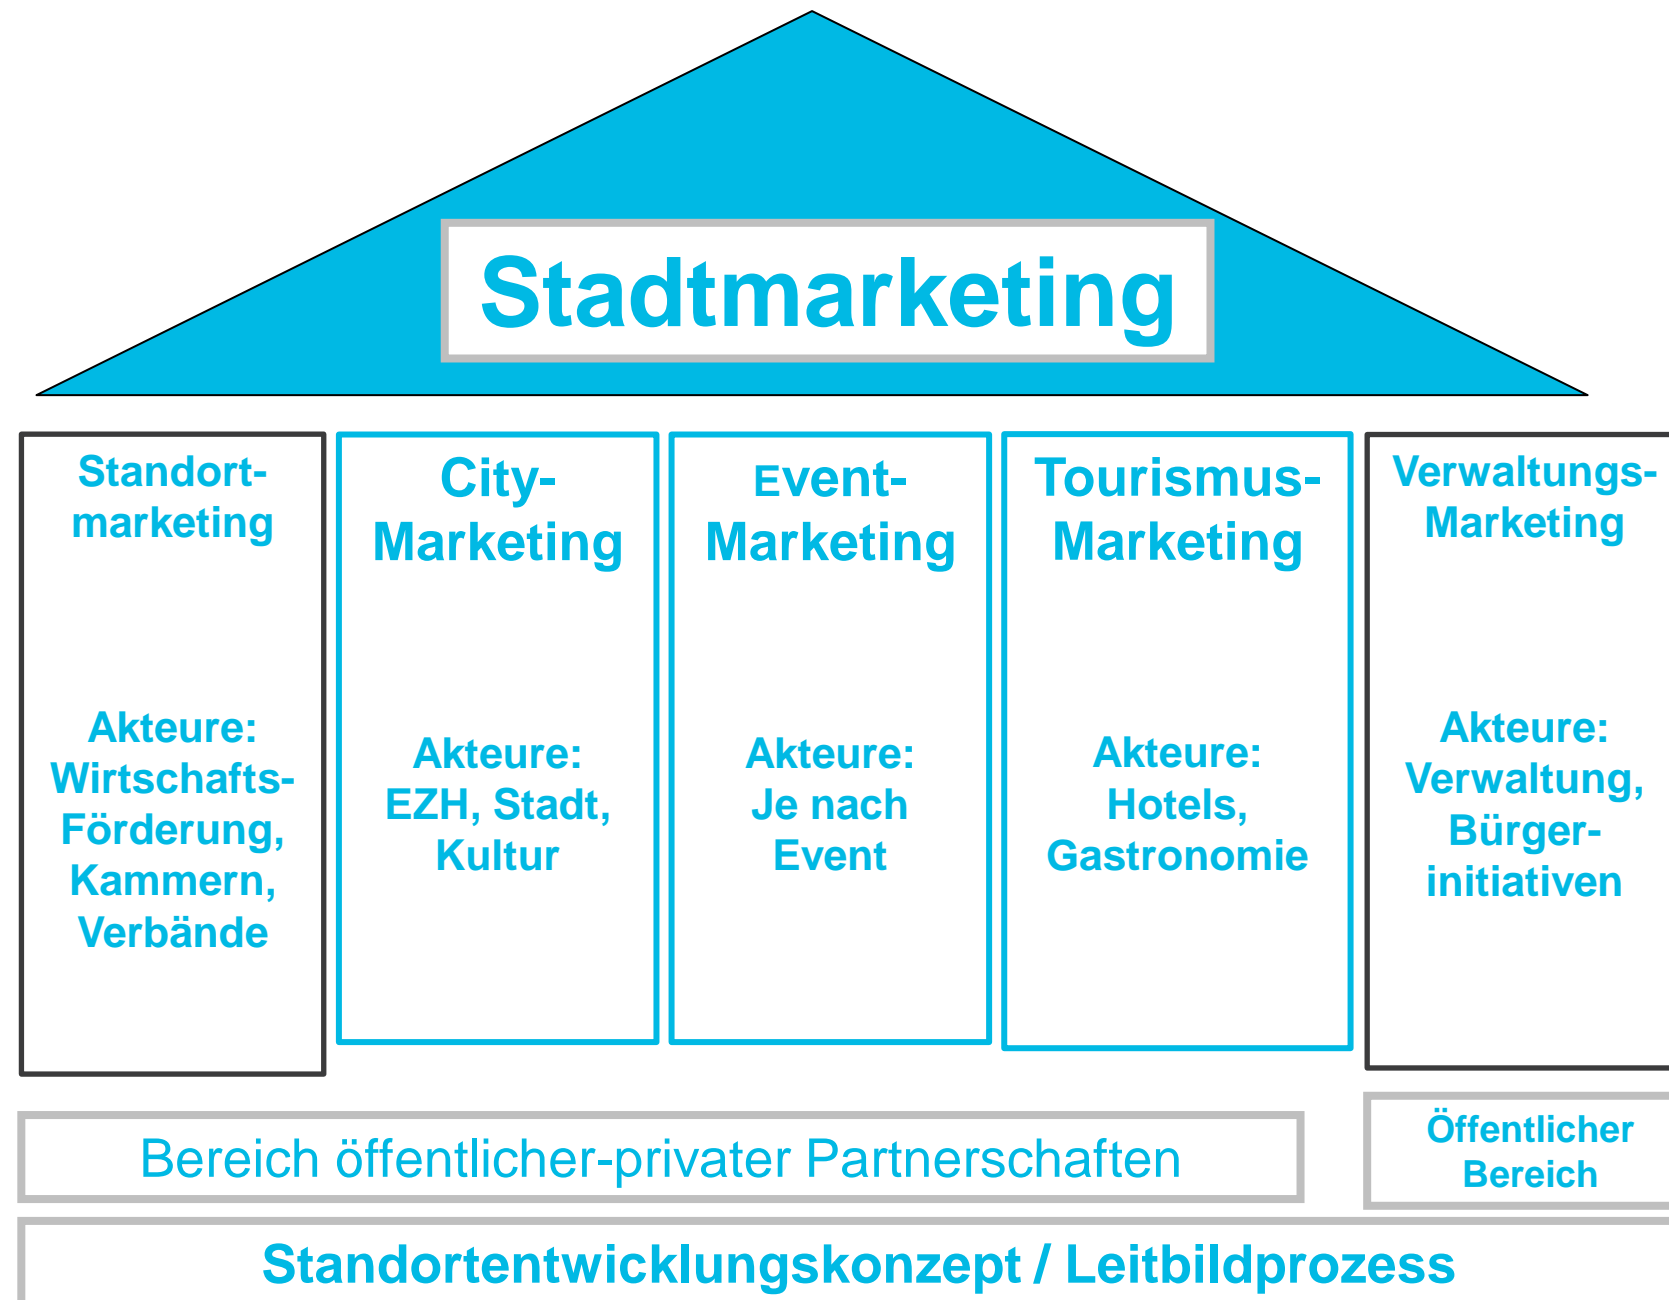 Stadtmarketing
Standort-
marketing
Akteure:
Wirtschafts-
Förderung,
Kammern,
Verbände
City-
Marketing
Akteure:
EZH, Stadt,
Kultur
Event-
Marketing
Akteure:
Je nach
Event
Tourismus-
Marketing
Akteure:
Hotels,
Gastronomie
Verwaltungs-
Marketing
Akteure:
Verwaltung,
Bürger-
initiativen
Bereich öffentlicher-privater Partnerschaften
Öffentlicher
Bereich
Standortentwicklungskonzept / Leitbildprozess